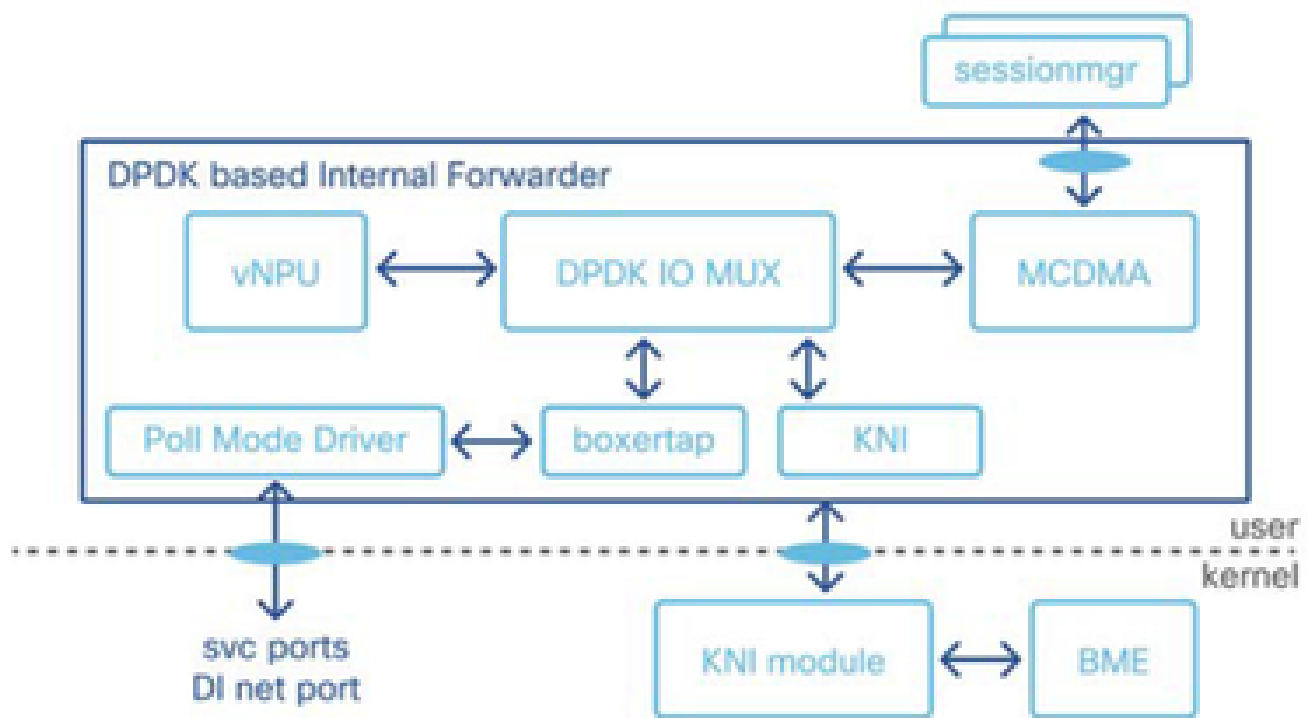 sessionmgr
DPDK based Internal Forwarder
vNPU
DPDK IO MUX
MCDMA
Poll Mode Driver
boxertap
KNI
user
kernel
svc ports
DI net port
KNI module
BME